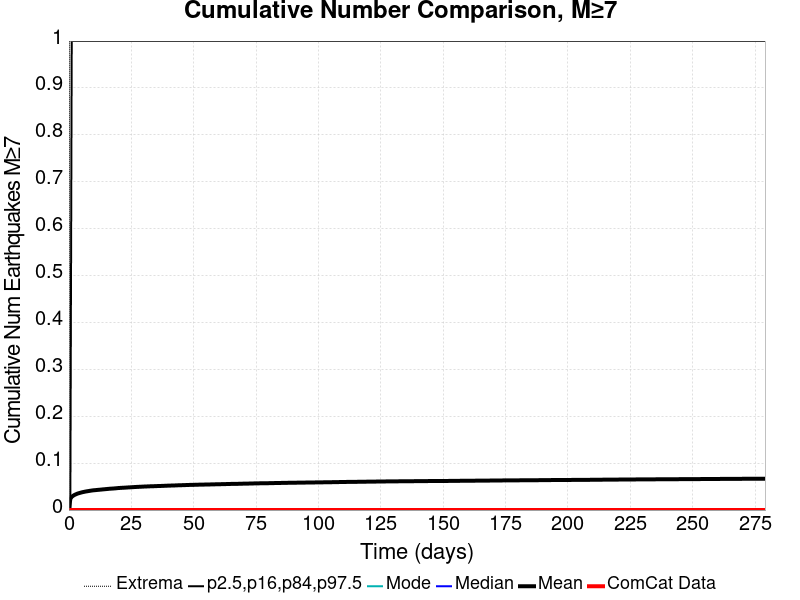 Cumulative Number Comparison, M≥7
Cumulative Num Earthquakes M≥7
1
0.9
0.8
0.7
0.6
0.5
0.4
0.3
0.2
0.1
0
0 25 50 75 100 125 150 175 200 225 250 275
Time (days)
Extrema p2.5,p16,p84,p97.5 Mode Median Mean ComCat Data